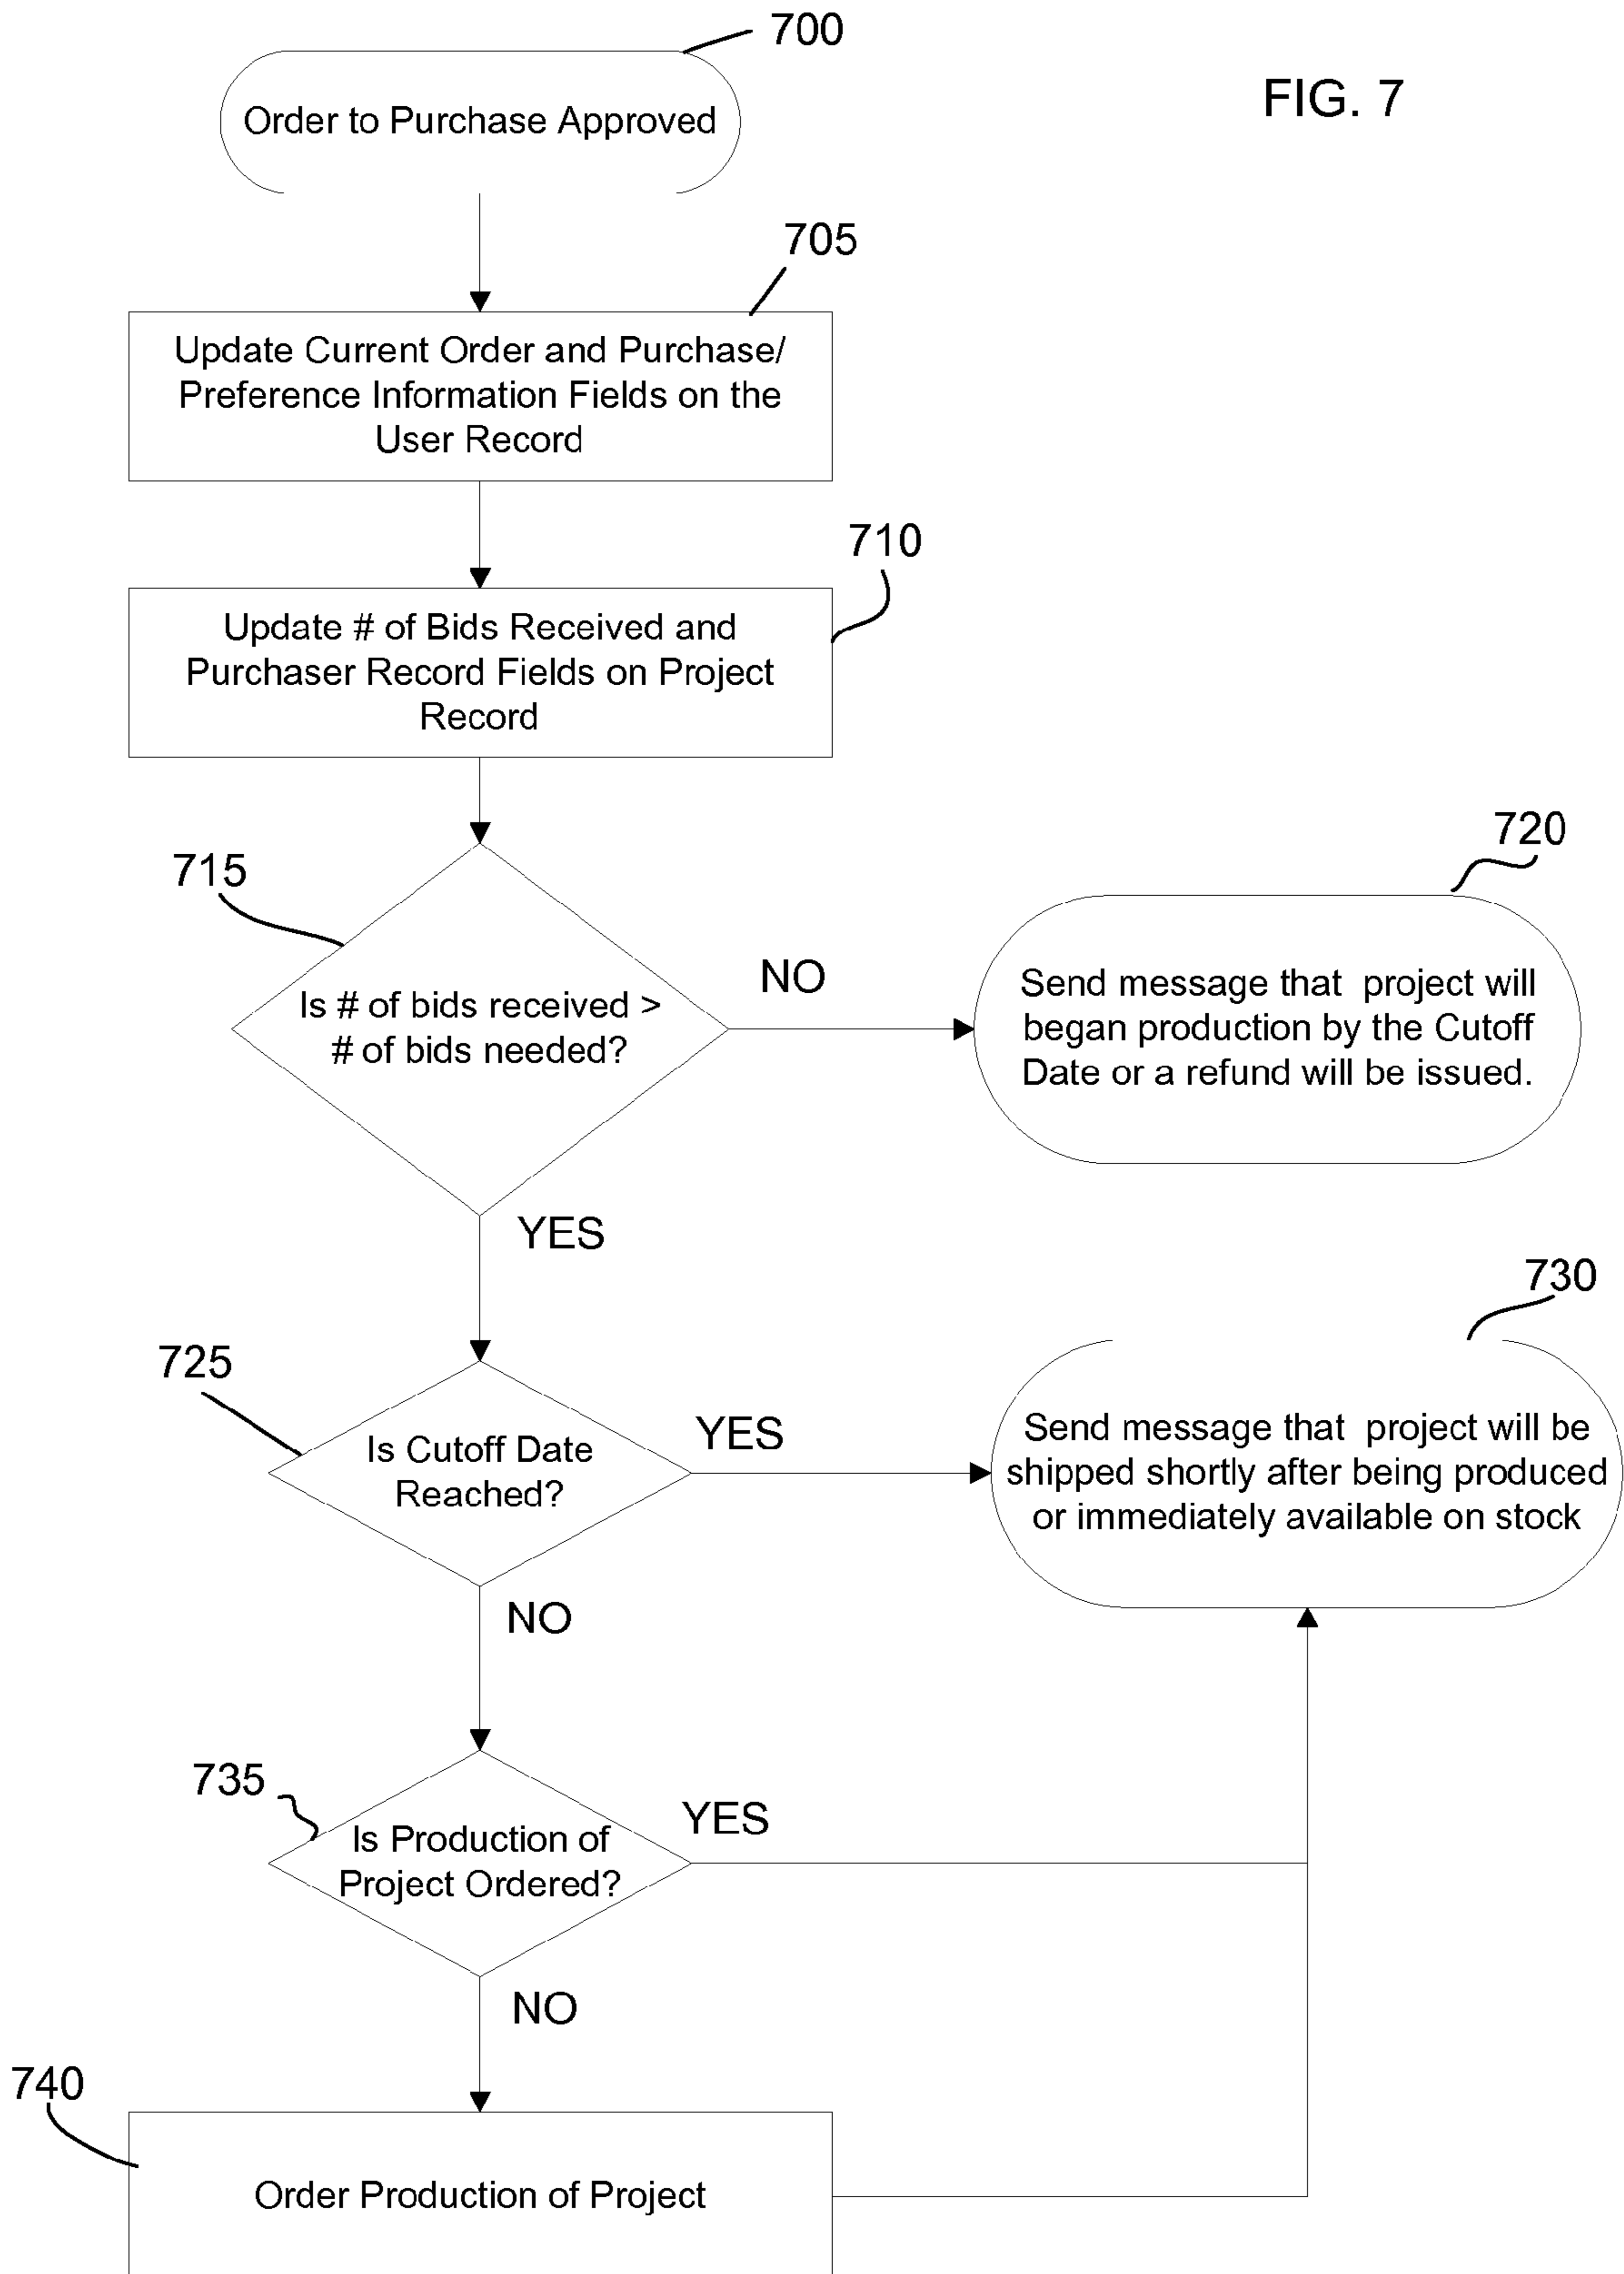 700
FIG. 7
Order to Purchase Approved
705
Update Current Order and Purchase/
Preference Information Fields on the
User Record
710
Update # of Bids Received and
Purchaser Record Fields on Project
Record
715
Is # of bids received >
# of bids needed?
NO
720
Send message that project will
began production by the Cutoff
Date or a refund will be issued.
YES
725
Is Cutoff Date
Reached?
YES
730
Send message that project will be
shipped shortly after being produced
or immediately available on stock
NO
735
Is Production of
Project Ordered?
YES
NO
740
Order Production of Project